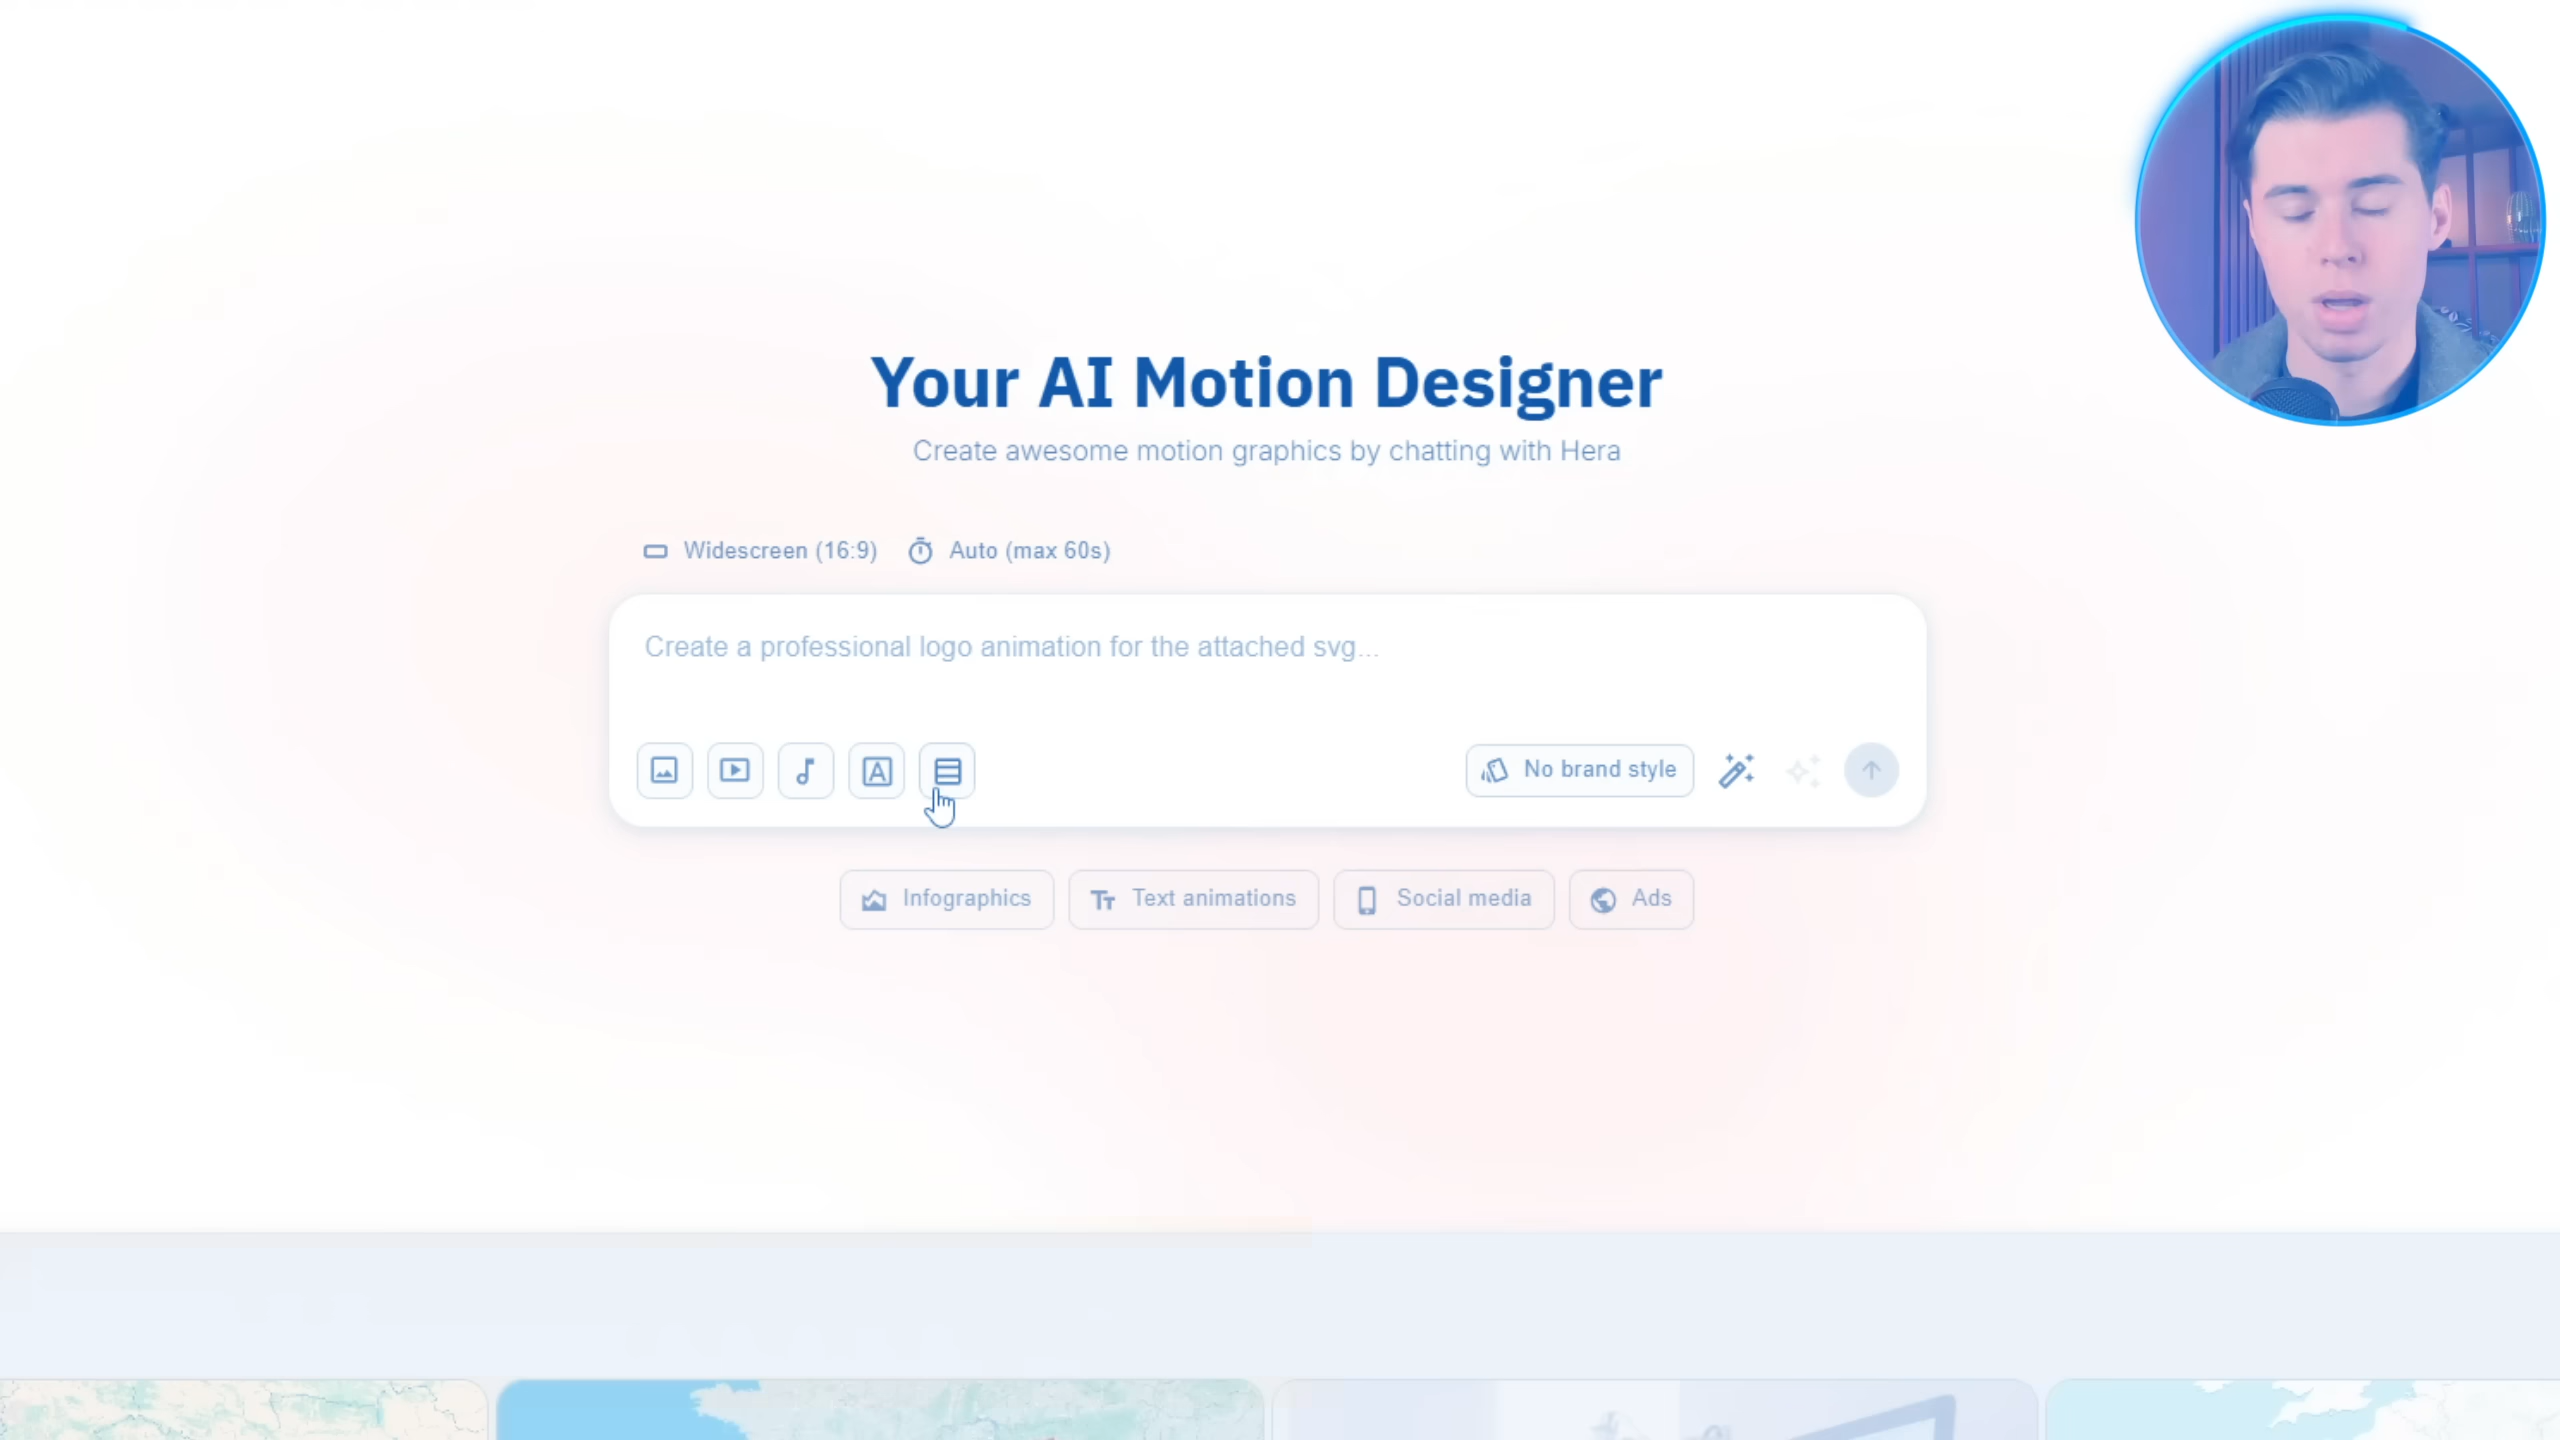 Your AI Motion Designer
Create awesome motion graphics by chatting with Hera
Widescreen (16:9) Auto (max 60s)
Create a professional logo animation for the attached svg...
No brand style
Infographics Text animations Social media Ads